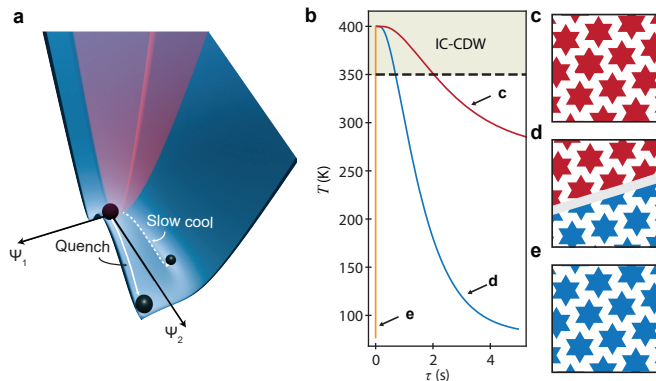 a
Slow cool
Ψ1
Quench
Ψ2
b
IC-CDW
400
350
300
250
200
150
100
T (K)
c
d
e
0
2
4
τ (s)
c
d
e